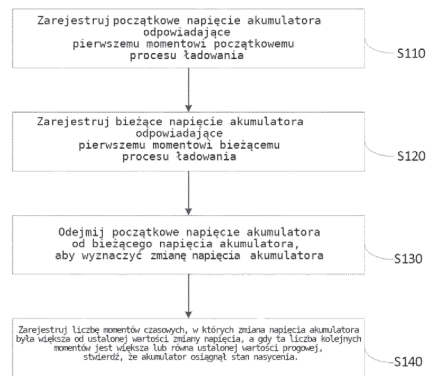 Zarejestruj początkowe napięcie akumulatora
odpowiadające
pierwszemu momentowi początkowemu
procesu ładowania
S110
Zarejestruj bieżące napięcie akumulatora
odpowiadające
pierwszemu momentowi bieżącemu
procesu ładowania
S120
Odejmij początkowe napięcie akumulatora
od bieżącego napięcia akumulatora,
aby wyznaczyć zmianę napięcia akumulatora
S130
Zarejestruj liczbę momentów czasowych, w których zmiana napięcia akumulatora
była większa od ustalonej wartości zmiany napięcia, a gdy ta liczba kolejnych
momentów jest większa lub równa ustalonej wartości progowej,
stwierdź, że akumulator osiągnął stan nasycenia.
S140